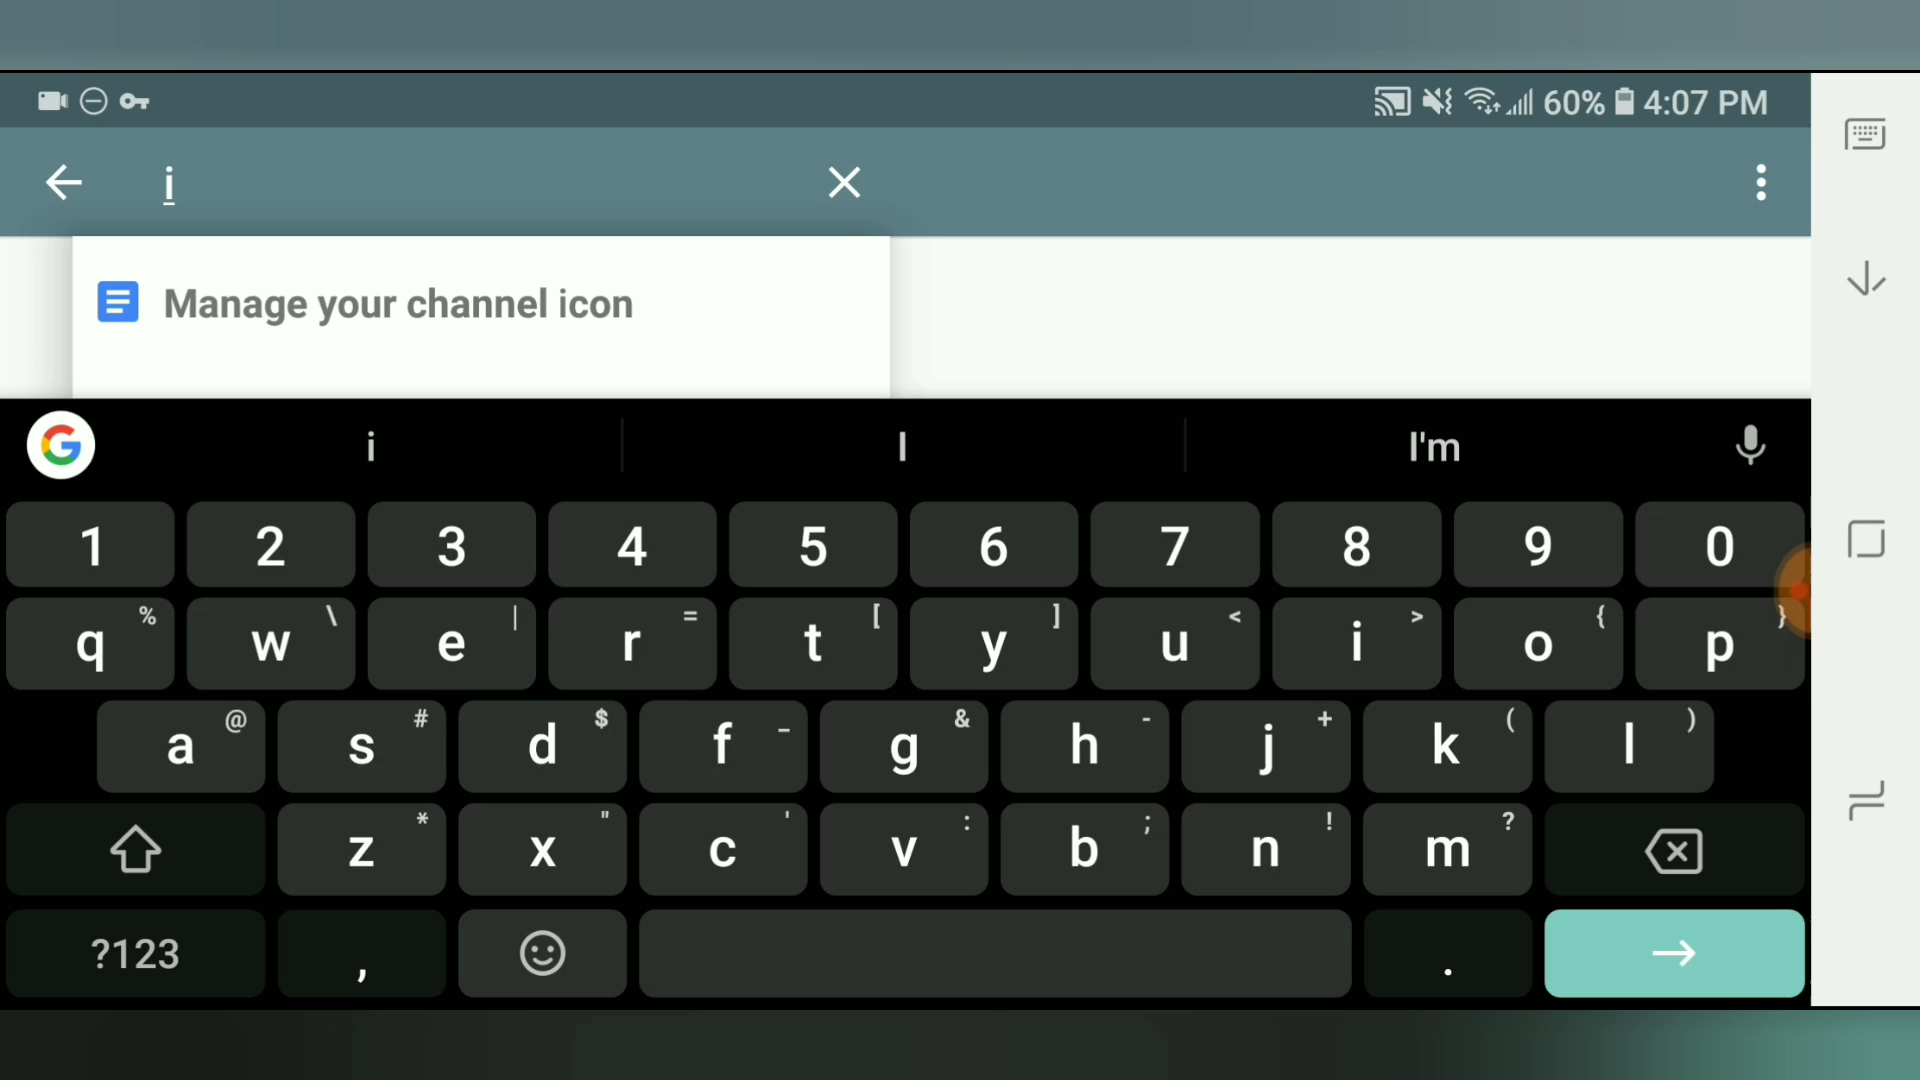 60% 4:07 PM
i
Manage your channel icon
i I I'm
1 2 3 4 5 6 7 8 9 0
q % w \ e | r = t [ y ] u < i > o { p }
a @ s # d $ f _ g & h - j + k ( l )
z * x " c ' v : b ; n ! m ?
?123 , .